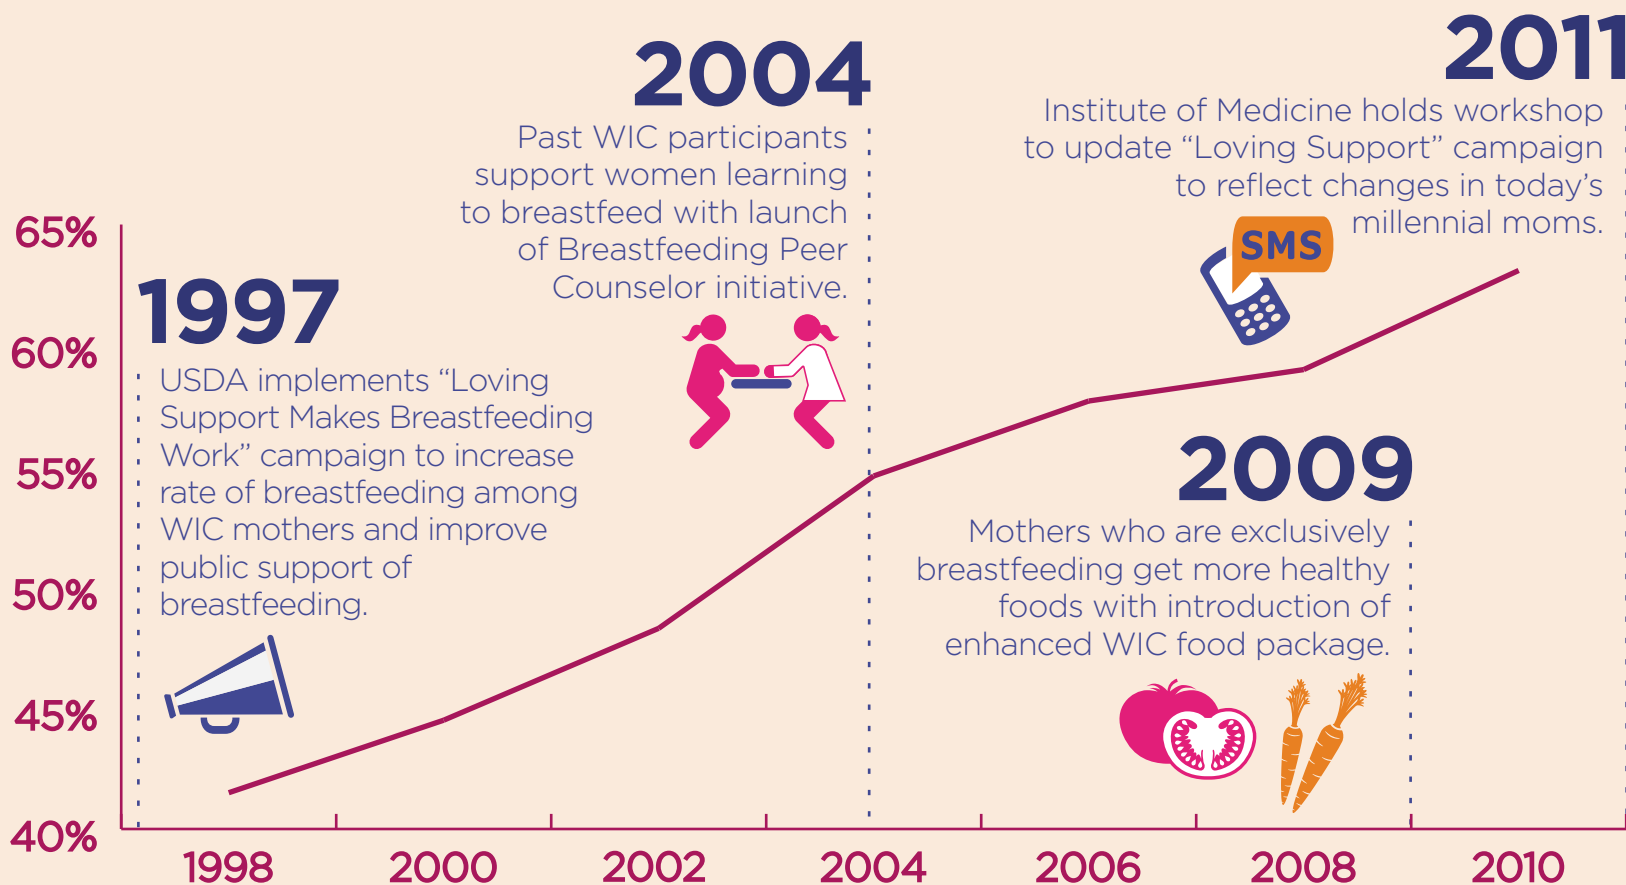 2004
Past WIC participants
support women learning
to breastfeed with launch
of Breastfeeding Peer
Counselor initiative.
2011
Institute of Medicine holds workshop
to update “Loving Support” campaign
to reflect changes in today’s
millennial moms.
SMS
1997
USDA implements “Loving
Support Makes Breastfeeding
Work” campaign to increase
rate of breastfeeding among
WIC mothers and improve
public support of
breastfeeding.
2009
Mothers who are exclusively
breastfeeding get more healthy
foods with introduction of
enhanced WIC food package.
65%
60%
55%
50%
45%
40%
1998 2000 2002 2004 2006 2008 2010